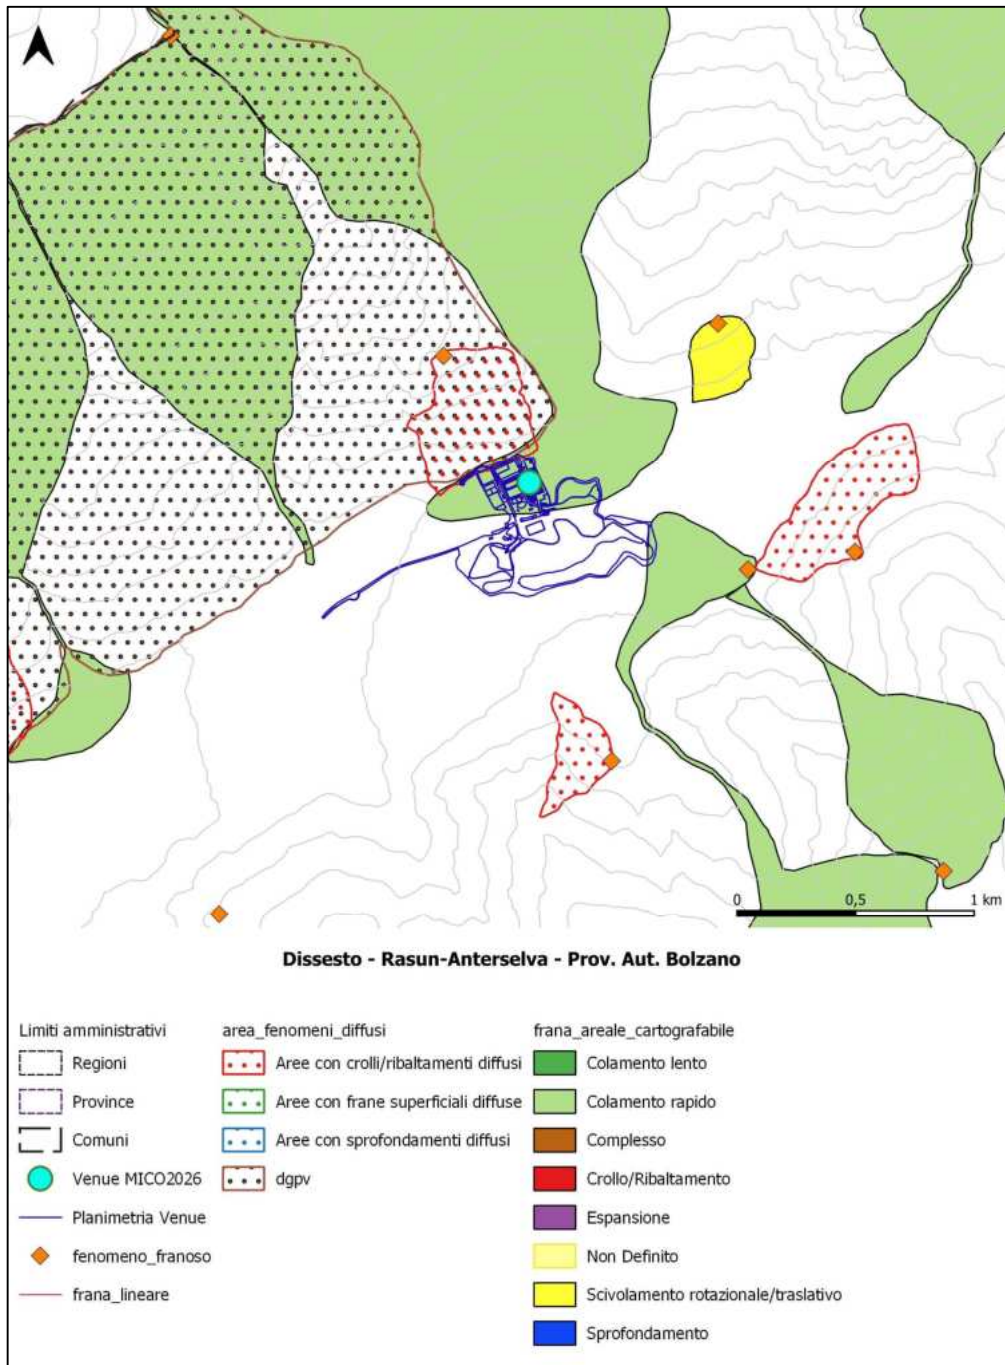 0 0,5 1 km
Dissesto - Rasun-Anterselva - Prov. Aut. Bolzano
Limiti amministrativi
Regioni
Province
Comuni
Venue MICO2026
Planimetria Venue
fenomeno_franoso
frana_lineare
area_fenomeni_diffusi
Aree con crolli/ribaltamenti diffusi
Aree con frane superficiali diffuse
Aree con sprofondamenti diffusi
dgpv
frana_areale_cartografabile
Colamento lento
Colamento rapido
Complesso
Crollo/Ribaltamento
Espansione
Non Definito
Scivolamento rotazionale/traslativo
Sprofondamento